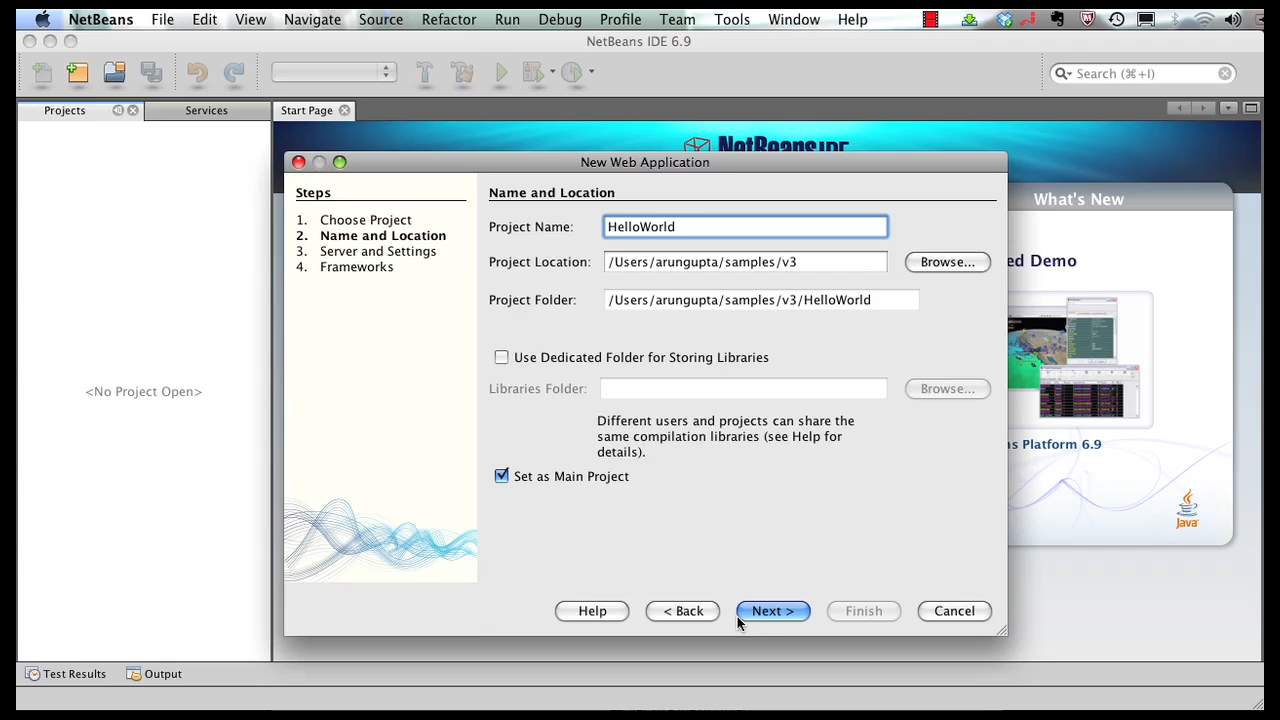 NetBeans File Edit View Navigate Source Refactor Run Debug Profile Team Tools Window Help
NetBeans IDE 6.9
Search (⌘+I)
Projects Services Start Page
NetBeans IDE
New Web Application
What's New
Steps
Name and Location
1. Choose Project
2. Name and Location
3. Server and Settings
4. Frameworks
Project Name: HelloWorld
Project Location: /Users/arungupta/samples/v3 Browse...
ed Demo
Project Folder: /Users/arungupta/samples/v3/HelloWorld
Use Dedicated Folder for Storing Libraries
<No Project Open>
Libraries Folder: Browse...
Different users and projects can share the
same compilation libraries (see Help for
details).
ns Platform 6.9
Set as Main Project
Java
Help < Back Next > Finish Cancel
Test Results Output